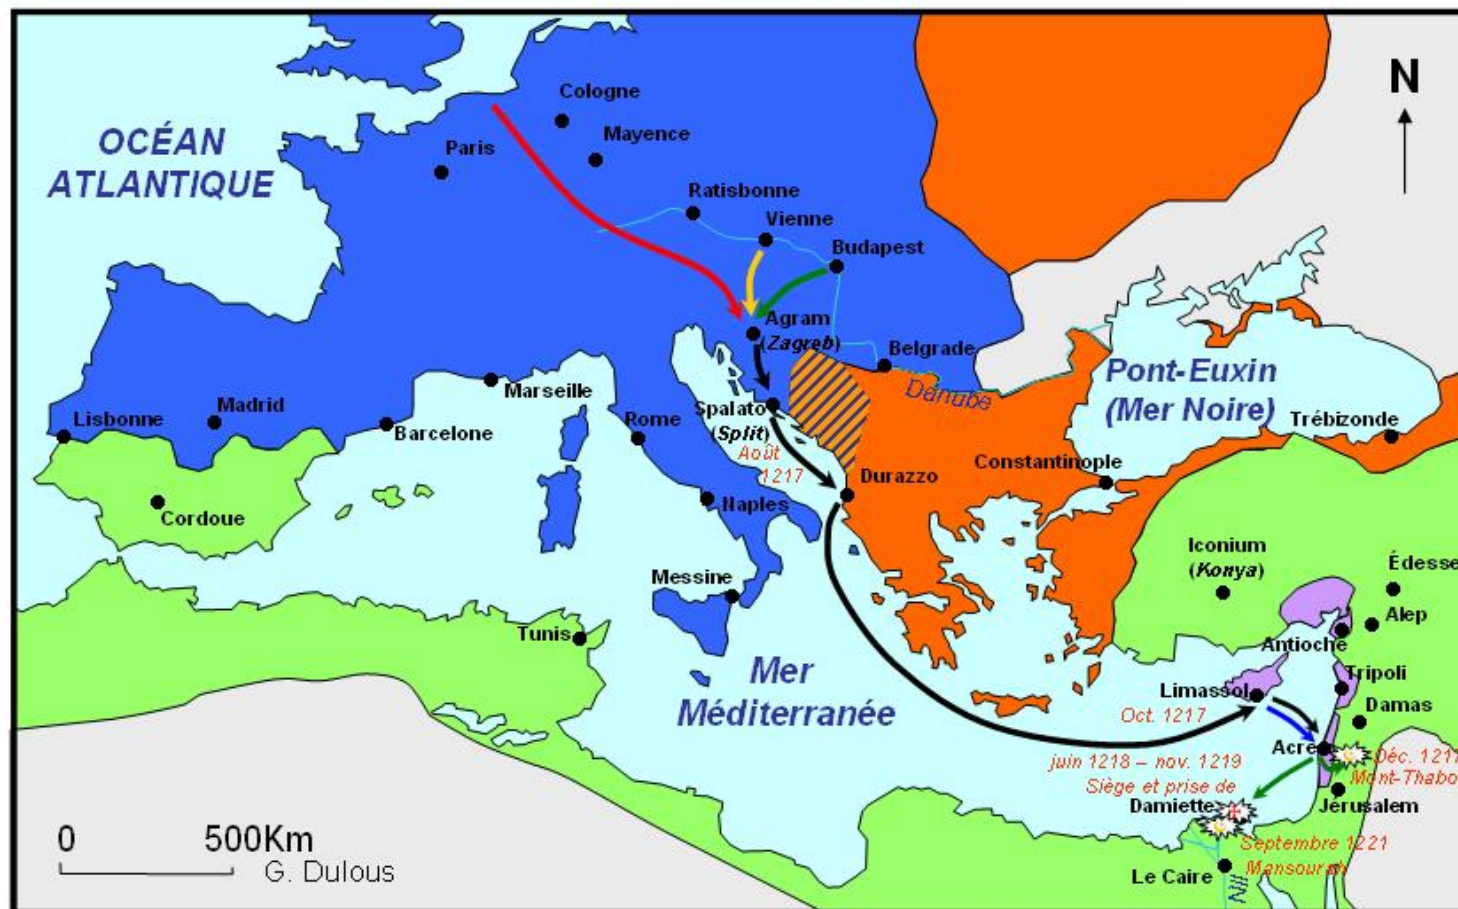 Cologne
N
OCÉAN
ATLANTIQUE
Mayence
Paris
Ratisbonne
Vienne
Budapest
Agram
(Zagreb)
Belgrade
Danube
Pont-Euxin
(Mer Noire)
Marseille
Lisbonne
Madrid
Barcelone
Rome
Spalato
(Split)
Août
1217
Trébizonde
Constantinople
Durazzo
Cordoue
Naples
Iconium
(Konya)
Édesse
Messine
Alep
Tunis
Antioche
Mer
Méditerranée
Tripoli
Limassol
Oct. 1217
Damas
Acre
juin 1218 – nov. 1219
Siège et prise de
Damiette
Déc. 1217
Mont-Thabo
Jérusalem
Septembre 1221
Mansourah
Le Caire
Nil
0 500Km
G. Dulous